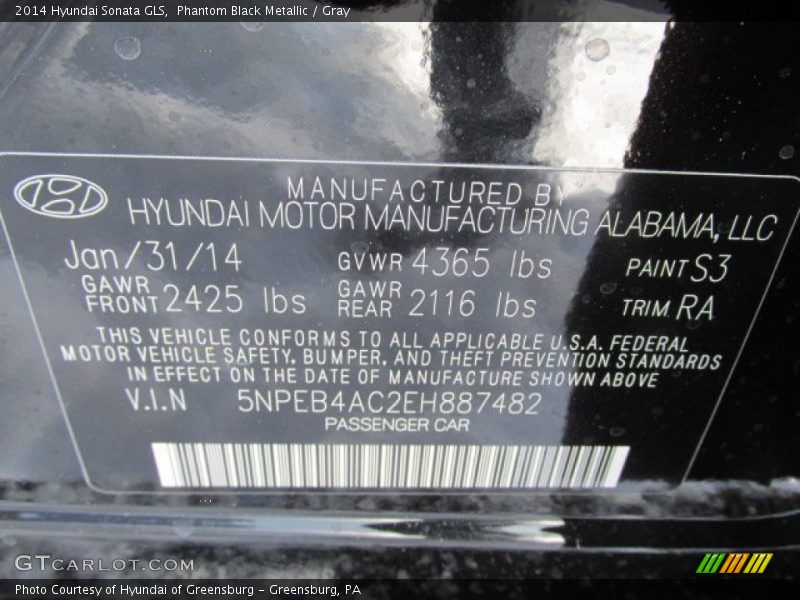 2014 Hyundai Sonata GLS, Phantom Black Metallic / Gray
MANUFACTURED BY
HYUNDAI MOTOR MANUFACTURING ALABAMA, LLC
Jan/31/14 GVWR 4365 lbs PAINT S3
GAWR FRONT 2425 lbs GAWR REAR 2116 lbs TRIM RA
THIS VEHICLE CONFORMS TO ALL APPLICABLE U.S.A. FEDERAL
MOTOR VEHICLE SAFETY, BUMPER, AND THEFT PREVENTION STANDARDS
IN EFFECT ON THE DATE OF MANUFACTURE SHOWN ABOVE
V.I.N 5NPEB4AC2EH887482
PASSENGER CAR
GTCARLOT.COM
Photo Courtesy of Hyundai of Greensburg - Greensburg, PA